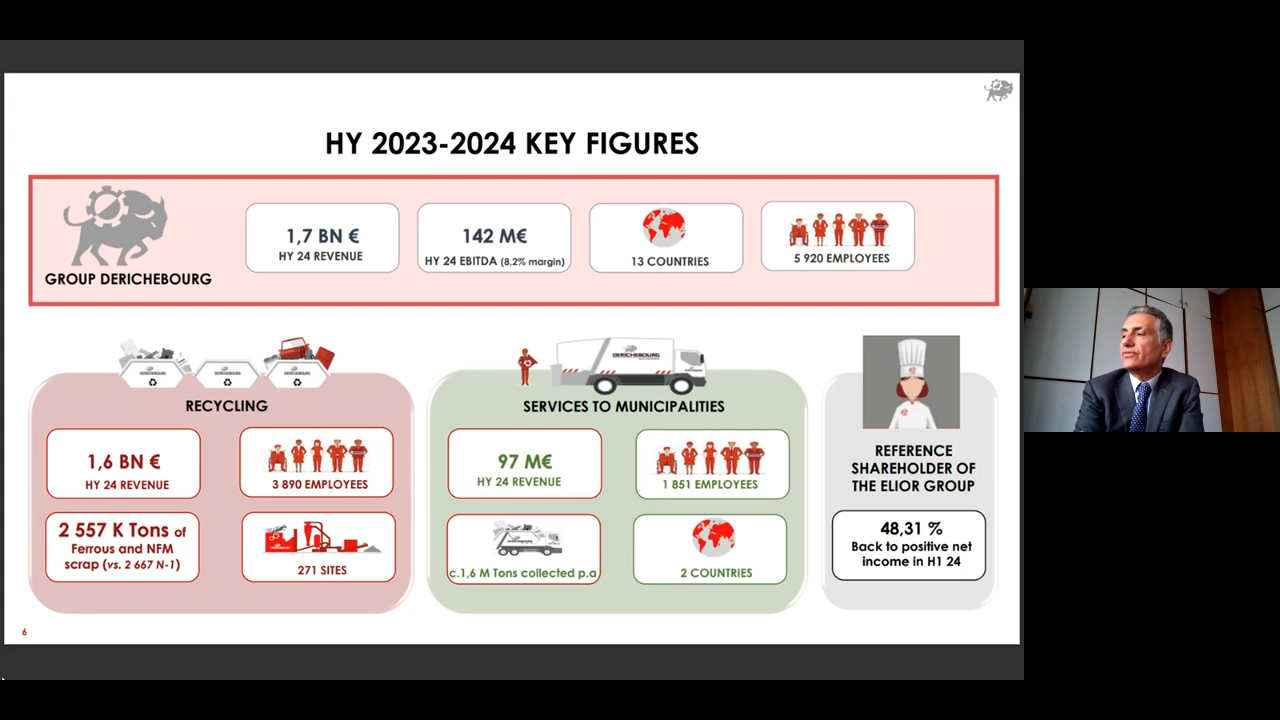 HY 2023-2024 KEY FIGURES
GROUP DERICHEBOURG
1,7 BN €
HY 24 REVENUE
142 M€
HY 24 EBITDA (8,2% margin)
13 COUNTRIES
5 920 EMPLOYEES
RECYCLING
1,6 BN €
HY 24 REVENUE
3 890 EMPLOYEES
2 557 K Tons of
Ferrous and NFM
scrap (vs. 2 667 N-1)
271 SITES
DERICHEBOURG
SERVICES TO MUNICIPALITIES
97 M€
HY 24 REVENUE
1 851 EMPLOYEES
c.1,6 M Tons collected p.a
2 COUNTRIES
REFERENCE
SHAREHOLDER OF
THE ELIOR GROUP
48,31 %
Back to positive net
income in H1 24
6